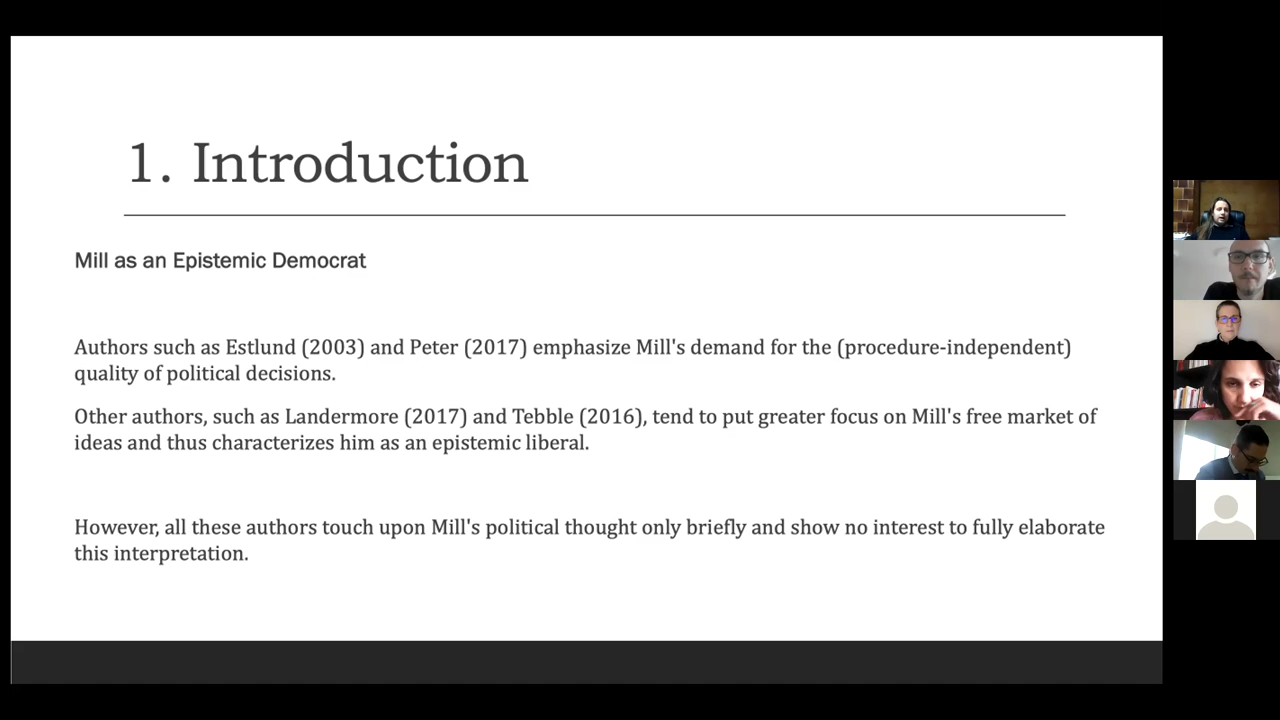 1. Introduction
Mill as an Epistemic Democrat
Authors such as Estlund (2003) and Peter (2017) emphasize Mill's demand for the (procedure-independent)
quality of political decisions.
Other authors, such as Landermore (2017) and Tebble (2016), tend to put greater focus on Mill's free market of
ideas and thus characterizes him as an epistemic liberal.
However, all these authors touch upon Mill's political thought only briefly and show no interest to fully elaborate
this interpretation.